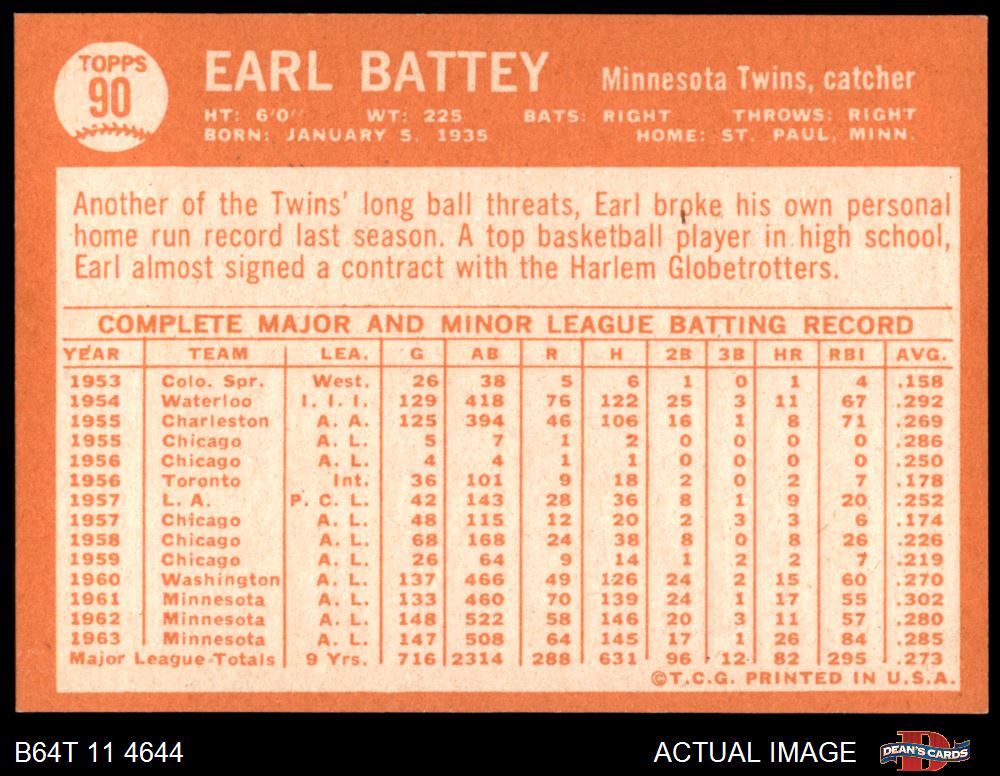 TOPPS
90
EARL BATTEY Minnesota Twins, catcher
HT: 6'0" WT: 225 BATS: RIGHT THROWS: RIGHT
BORN: JANUARY 5, 1935 HOME: ST. PAUL, MINN.
Another of the Twins' long ball threats, Earl broke his own personal
home run record last season. A top basketball player in high school,
Earl almost signed a contract with the Harlem Globetrotters.
COMPLETE MAJOR AND MINOR LEAGUE BATTING RECORD
YEAR TEAM LEA. G AB R H 2B 3B HR RBI AVG.
1953 Colo. Spr. West. 26 38 5 6 1 0 1 4 .158
1954 Waterloo I. I. I. 129 418 76 122 25 3 11 67 .292
1955 Charleston A. A. 125 394 46 106 16 1 8 71 .269
1955 Chicago A. L. 5 7 1 2 0 0 0 0 .286
1956 Chicago A. L. 4 4 1 1 0 0 0 0 .250
1956 Toronto Int. 36 101 9 18 2 0 2 7 .178
1957 L. A. P. C. L. 42 143 28 36 8 1 9 20 .252
1957 Chicago A. L. 48 115 12 20 2 3 3 6 .174
1958 Chicago A. L. 68 168 24 38 8 0 8 26 .226
1959 Chicago A. L. 26 64 9 14 1 2 2 7 .219
1960 Washington A. L. 137 466 49 126 24 2 15 60 .270
1961 Minnesota A. L. 133 460 70 139 24 1 17 55 .302
1962 Minnesota A. L. 148 522 58 146 20 3 11 57 .280
1963 Minnesota A. L. 147 508 64 145 17 1 26 84 .285
Major League-Totals 9 Yrs. 716 2314 288 631 96 12 82 295 .273
©T.C.G. PRINTED IN U.S.A.
B64T 11 4644 ACTUAL IMAGE DEAN'S CARDS